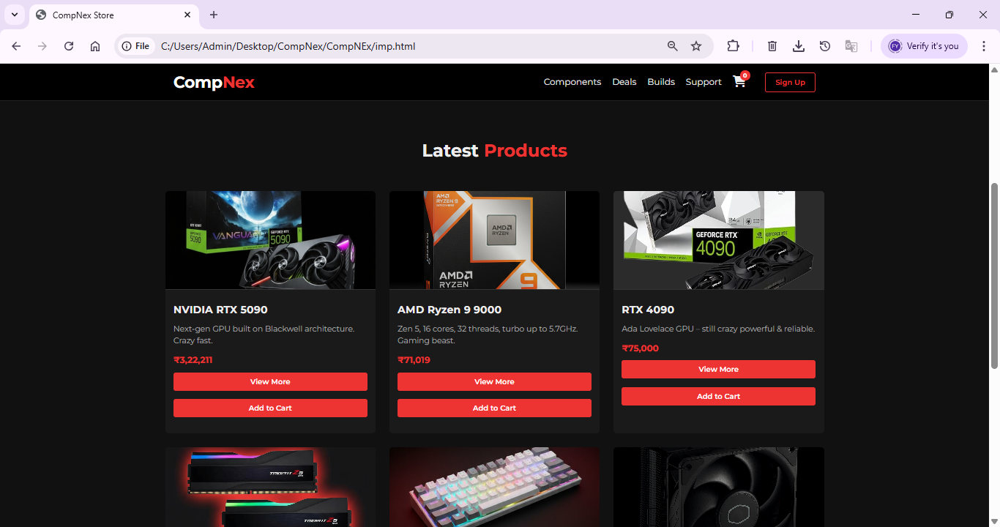 CompNex Store
File
C:/Users/Admin/Desktop/CompNex/CompNEx/imp.html
FY
Verify it's you
CompNex
Components
Deals
Builds
Support
0
Sign Up
Latest Products
5090
VANGUA
5090
AMD
RYZEN 9
AMD
RYZEN
AMD
RYZEN
9
24GB
GEFORCE RTX
4090
NVIDIA RTX 5090
Next-gen GPU built on Blackwell architecture.
Crazy fast.
₹3,22,211
View More
Add to Cart
AMD Ryzen 9 9000
Zen 5, 16 cores, 32 threads, turbo up to 5.7GHz.
Gaming beast.
₹71,019
View More
Add to Cart
RTX 4090
Ada Lovelace GPU – still crazy powerful & reliable.
₹75,000
View More
Add to Cart
TRIDENT Z5
TRIDENT Z5